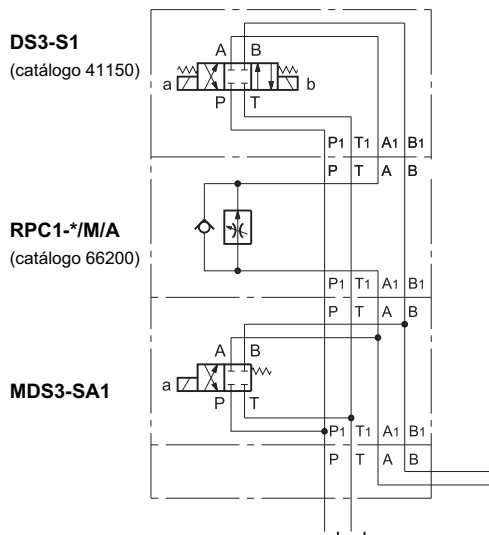 DS3-S1
(catálogo 41150)
A B
a b
P T
P1 T1 A1 B1
P T A B
RPC1-*/M/A
(catálogo 66200)
P1 T1 A1 B1
P T A B
A B
a
P T
MDS3-SA1
P1 T1 A1 B1
P T A B